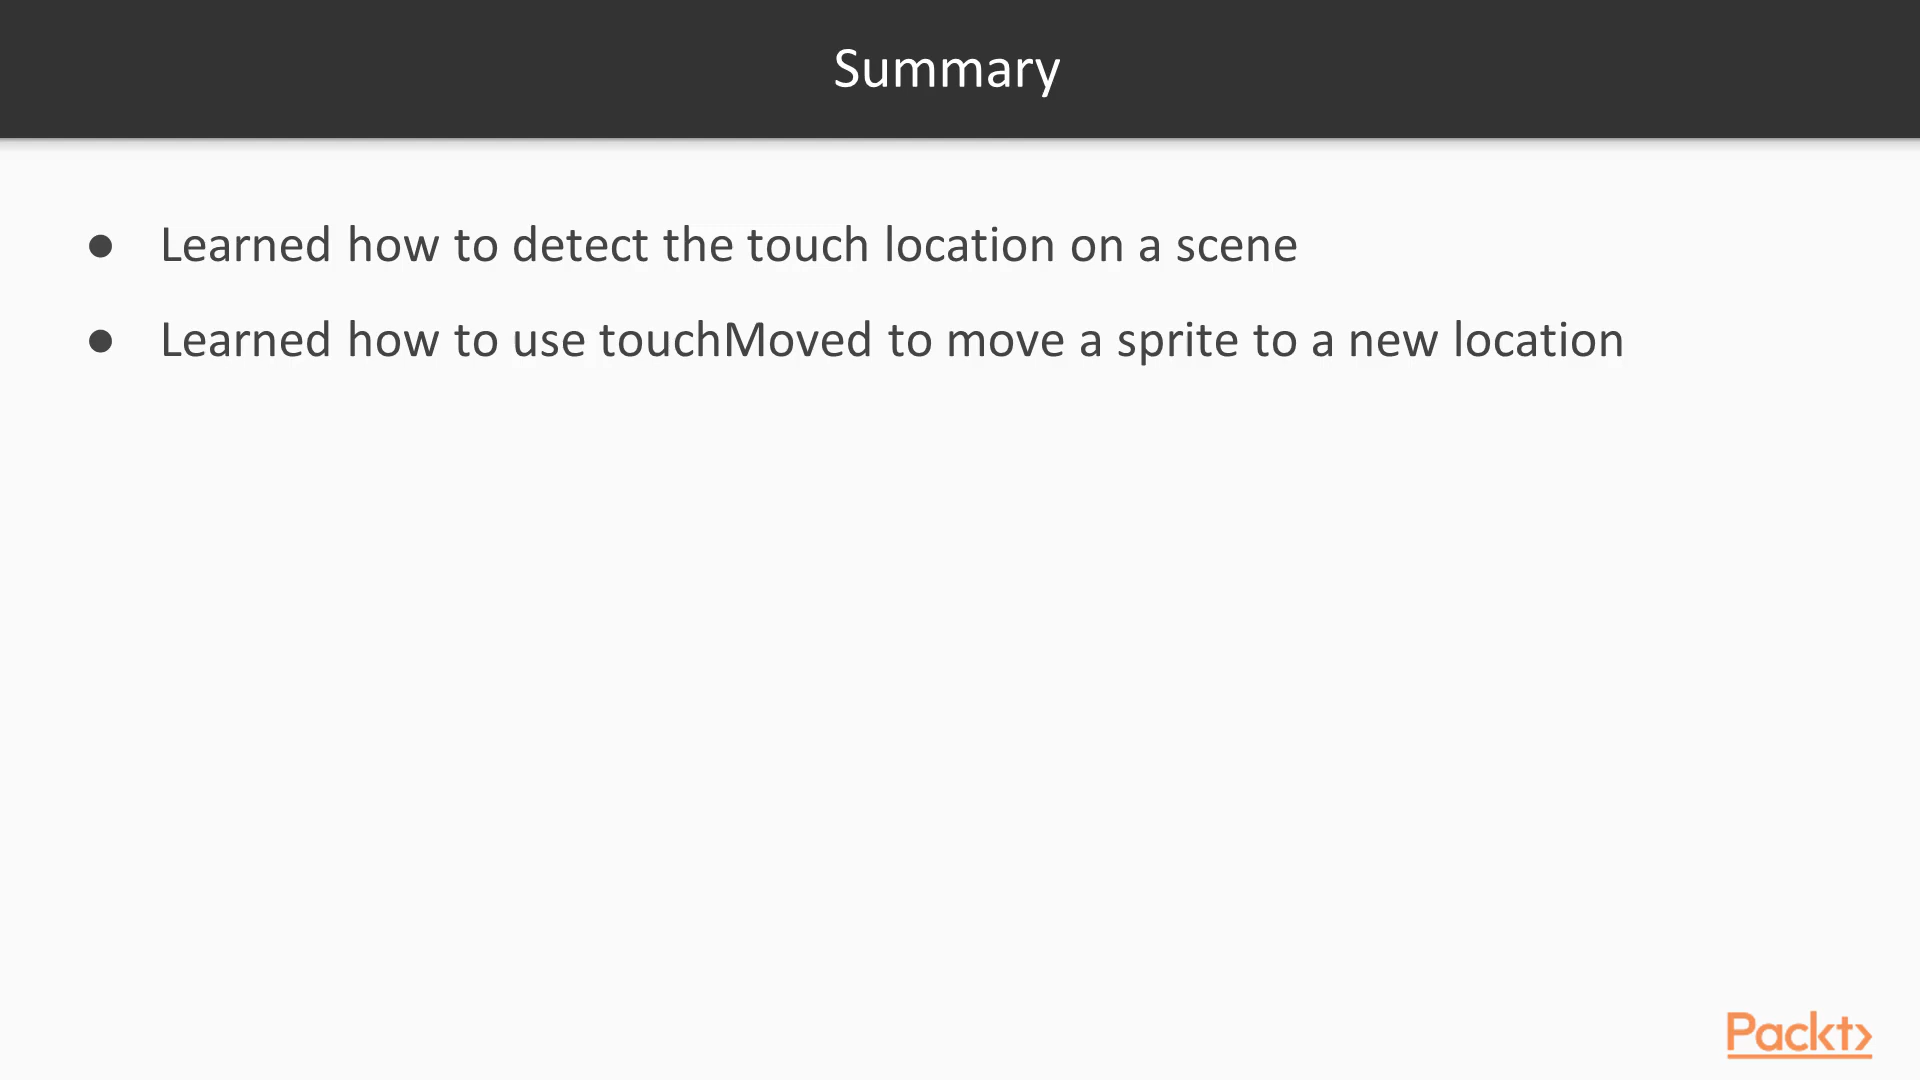 Summary
● Learned how to detect the touch location on a scene
● Learned how to use touchMoved to move a sprite to a new location
Packt>